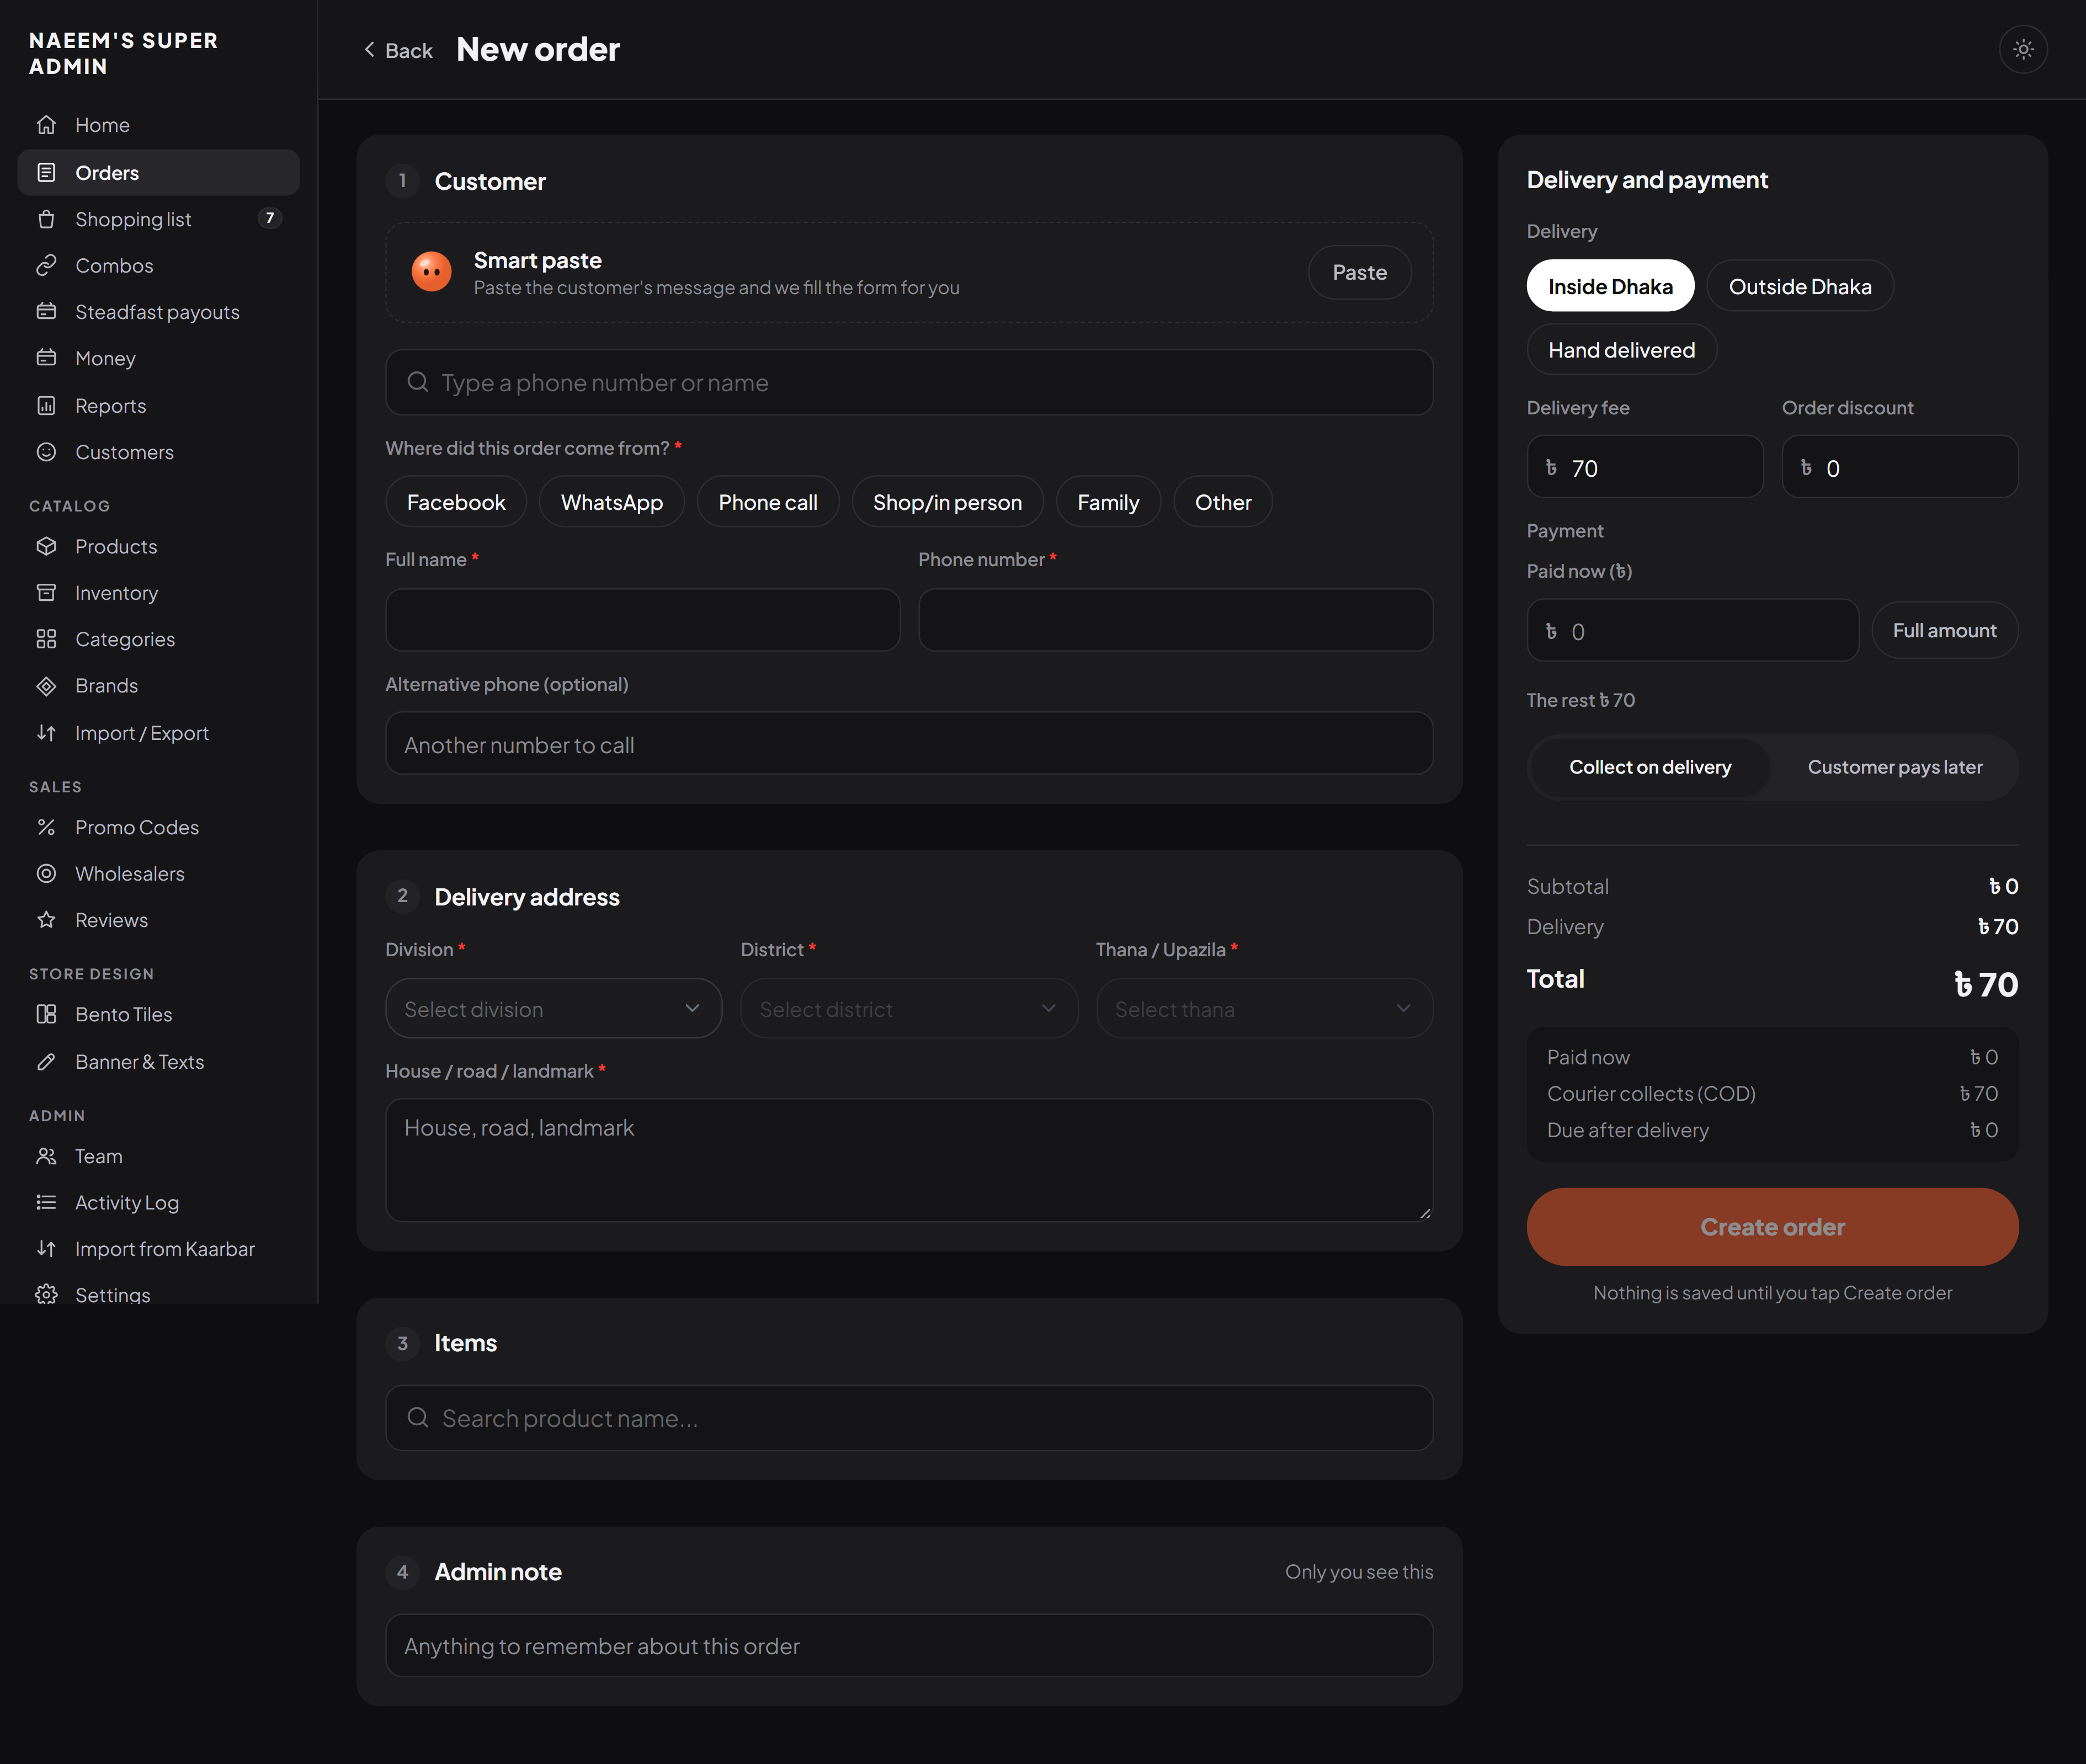 NAEEM'S SUPER
ADMIN
Home
Orders
Shopping list 7
Combos
Steadfast payouts
Money
Reports
Customers
CATALOG
Products
Inventory
Categories
Brands
Import / Export
SALES
Promo Codes
Wholesalers
Reviews
STORE DESIGN
Bento Tiles
Banner & Texts
ADMIN
Team
Activity Log
Import from Kaarbar
Settings
Back New order
1 Customer
Smart paste
Paste the customer's message and we fill the form for you
Paste
Type a phone number or name
Where did this order come from? *
Facebook WhatsApp Phone call Shop/in person Family Other
Full name * Phone number *
Alternative phone (optional)
Another number to call
2 Delivery address
Division * District * Thana / Upazila *
Select division Select district Select thana
House / road / landmark *
House, road, landmark
3 Items
Search product name...
4 Admin note Only you see this
Anything to remember about this order
Delivery and payment
Delivery
Inside Dhaka Outside Dhaka
Hand delivered
Delivery fee Order discount
৳ 70 ৳ 0
Payment
Paid now (৳)
৳ 0 Full amount
The rest ৳ 70
Collect on delivery Customer pays later
Subtotal ৳ 0
Delivery ৳ 70
Total ৳ 70
Paid now ৳ 0
Courier collects (COD) ৳ 70
Due after delivery ৳ 0
Create order
Nothing is saved until you tap Create order